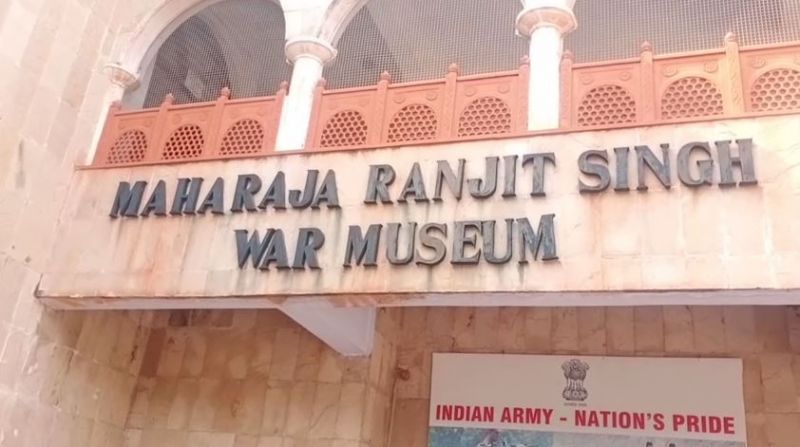 MAHARAJA RANJIT SINGH
WAR MUSEUM
INDIAN ARMY - NATION'S PRIDE